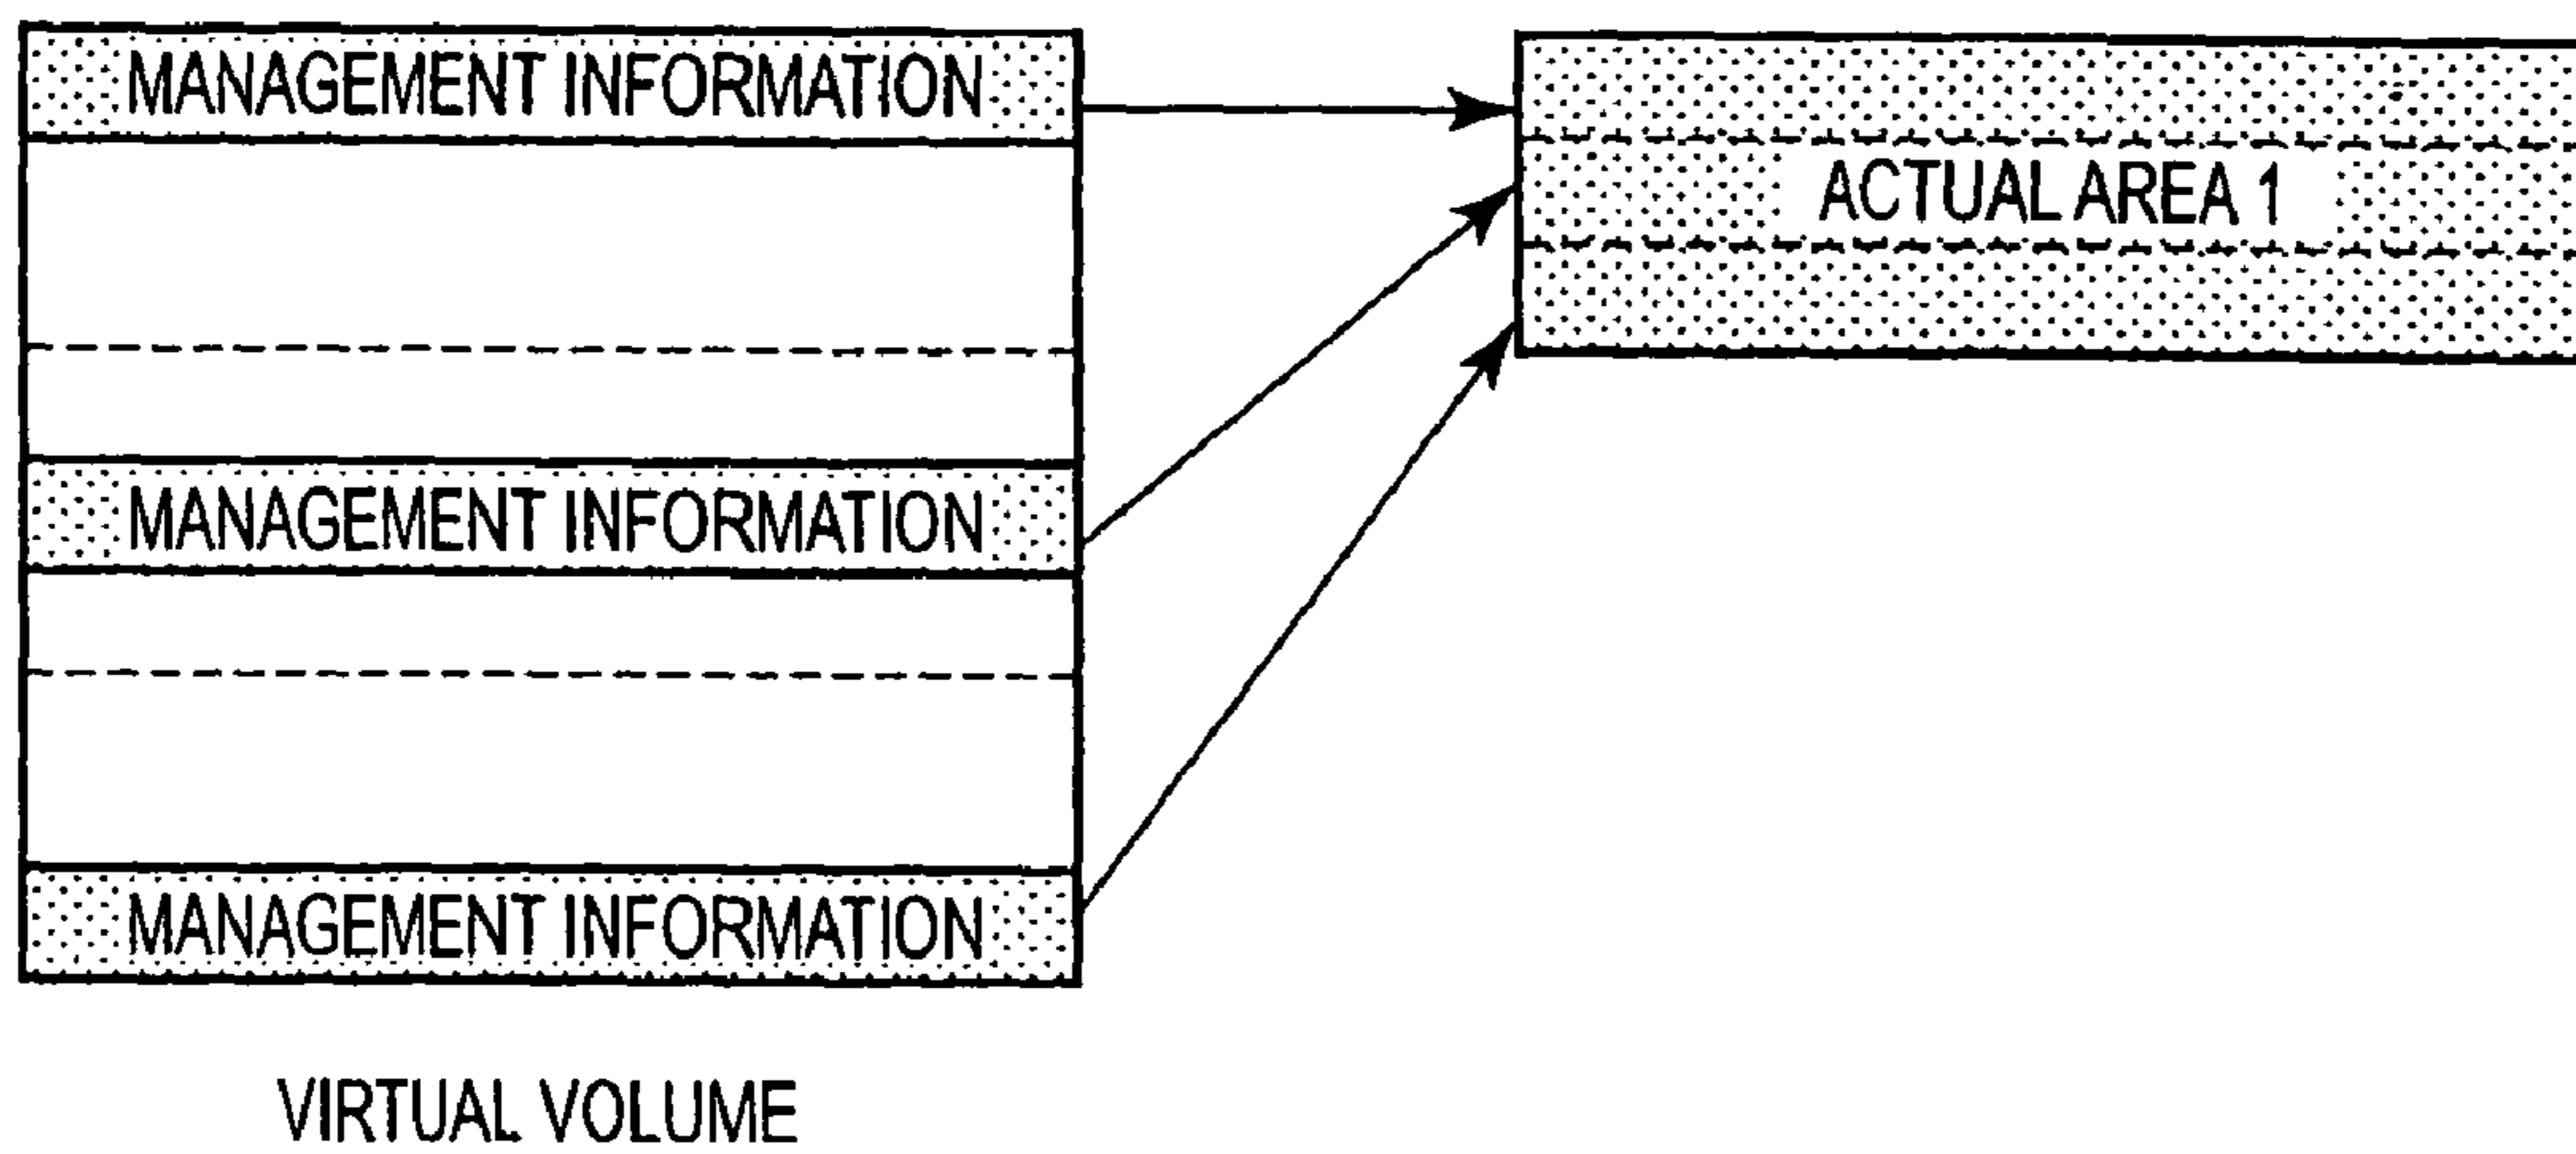 MANAGEMENT INFORMATION
ACTUAL AREA 1
MANAGEMENT INFORMATION
MANAGEMENT INFORMATION
VIRTUAL VOLUME